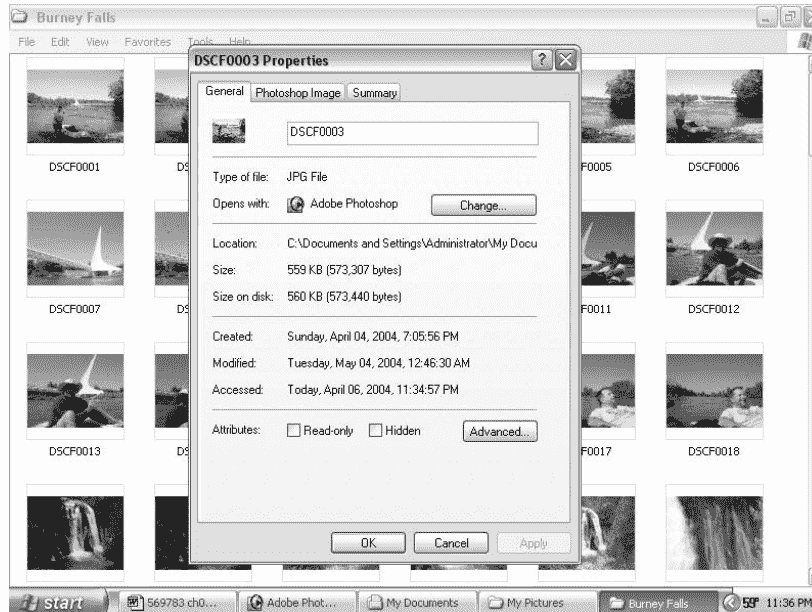 Burney Falls
File Edit View Favorites Tools Help
DSCF0003 Properties
General Photoshop Image Summary
DSCF0003
Type of file: JPG File
Opens with: Adobe Photoshop Change...
Location: C:\Documents and Settings\Administrator\My Docu
Size: 559 KB (573,307 bytes)
Size on disk: 560 KB (573,440 bytes)
Created: Sunday, April 04, 2004, 7:05:56 PM
Modified: Tuesday, May 04, 2004, 12:46:30 AM
Accessed: Today, April 06, 2004, 11:34:57 PM
Attributes: Read-only Hidden Advanced...
OK Cancel Apply
DSCF0001 DS F0005 DSCF0006
DSCF0007 DS F0011 DSCF0012
DSCF0013 DS F0017 DSCF0018
start 569783 ch0... Adobe Phot... My Documents My Pictures Burney Falls 59° 11:36 P